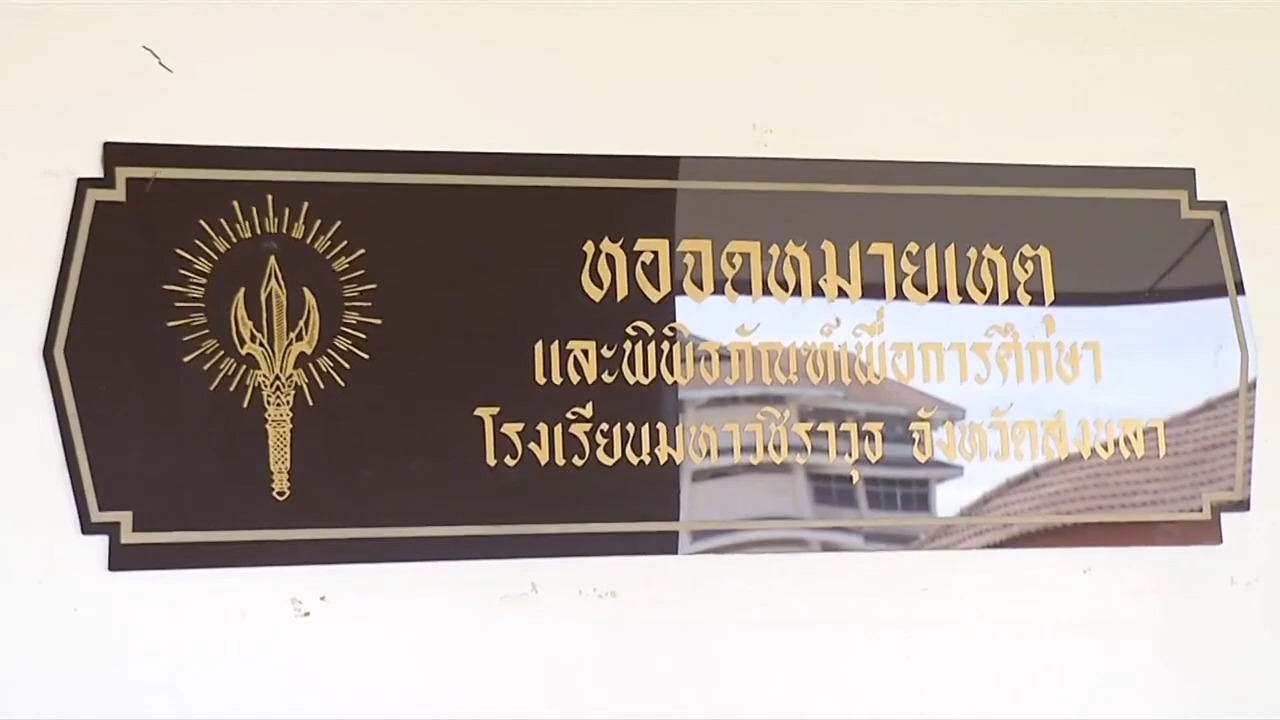 หอจดหมายเหตุ
และพิพิธภัณฑ์เพื่อการศึกษา
โรงเรียนมหาวชิราวุธ จังหวัดสงขลา